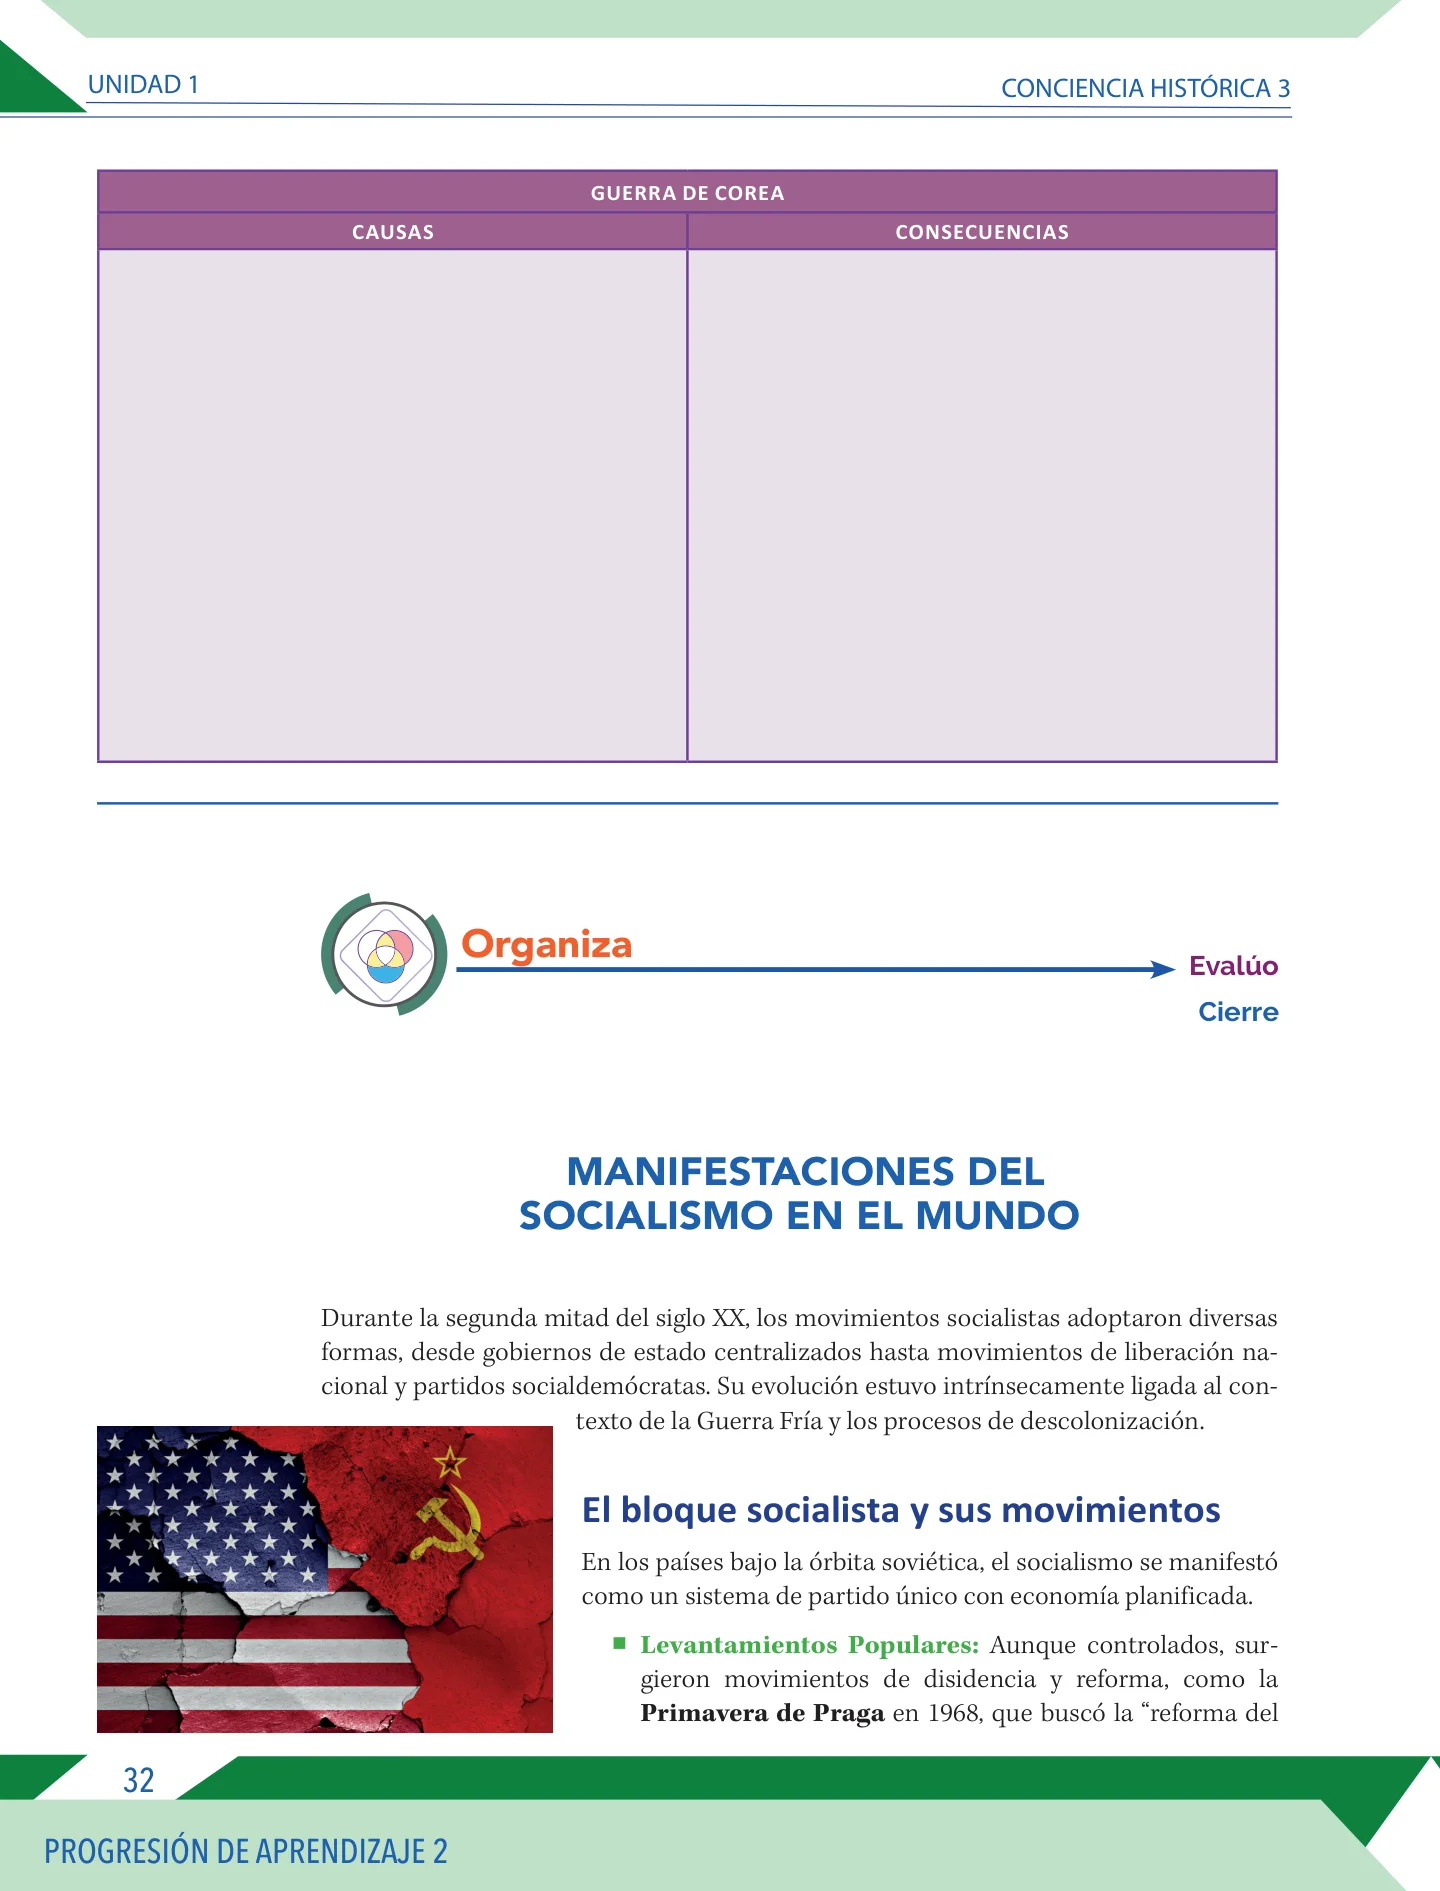 UNIDAD 1
CONCIENCIA HISTÓRICA 3
GUERRA DE COREA
CAUSAS
CONSECUENCIAS
Organiza
Evalúo
Cierre
MANIFESTACIONES DEL
SOCIALISMO EN EL MUNDO
Durante la segunda mitad del siglo XX, los movimientos socialistas adoptaron diversas
formas, desde gobiernos de estado centralizados hasta movimientos de liberación na-
cional y partidos socialdemócratas. Su evolución estuvo intrínsecamente ligada al con-
texto de la Guerra Fría y los procesos de descolonización.
El bloque socialista y sus movimientos
En los países bajo la órbita soviética, el socialismo se manifestó
como un sistema de partido único con economía planificada.
■ Levantamientos Populares: Aunque controlados, sur-
gieron movimientos de disidencia y reforma, como la
Primavera de Praga en 1968, que buscó la “reforma del
32
PROGRESIÓN DE APRENDIZAJE 2